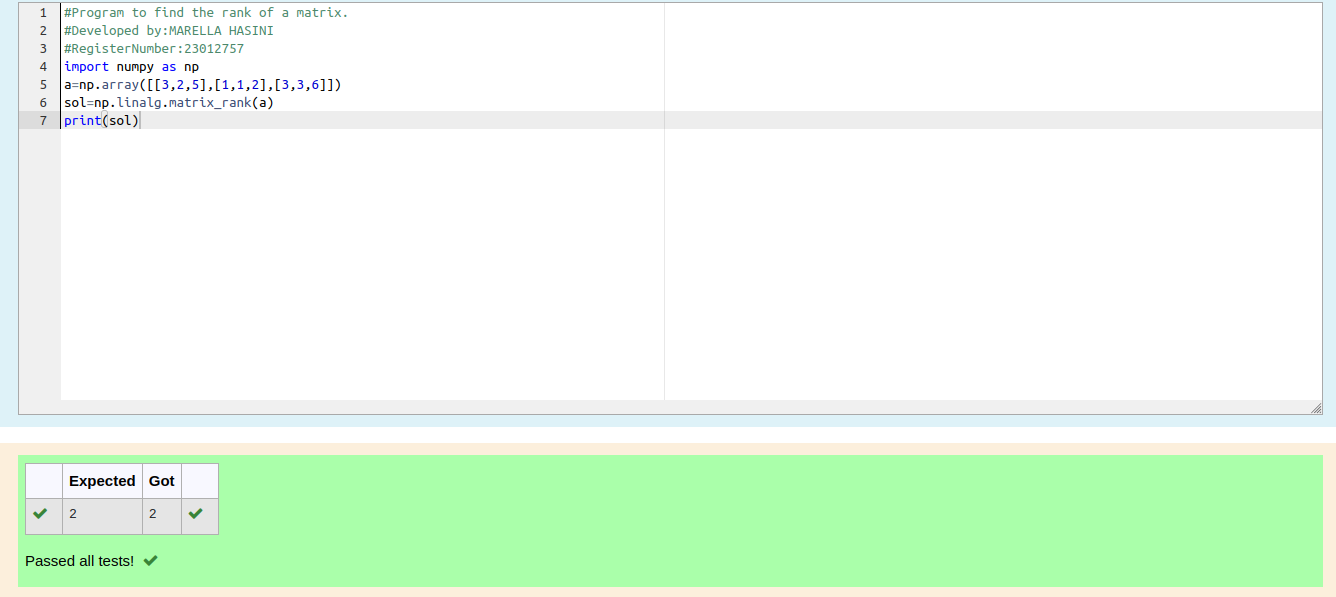 1 #Program to find the rank of a matrix.
2 #Developed by:MARELLA HASINI
3 #RegisterNumber:23012757
4 import numpy as np
5 a=np.array([[3,2,5],[1,1,2],[3,3,6]])
6 sol=np.linalg.matrix_rank(a)
7 print(sol)
Expected Got
2 2
Passed all tests!